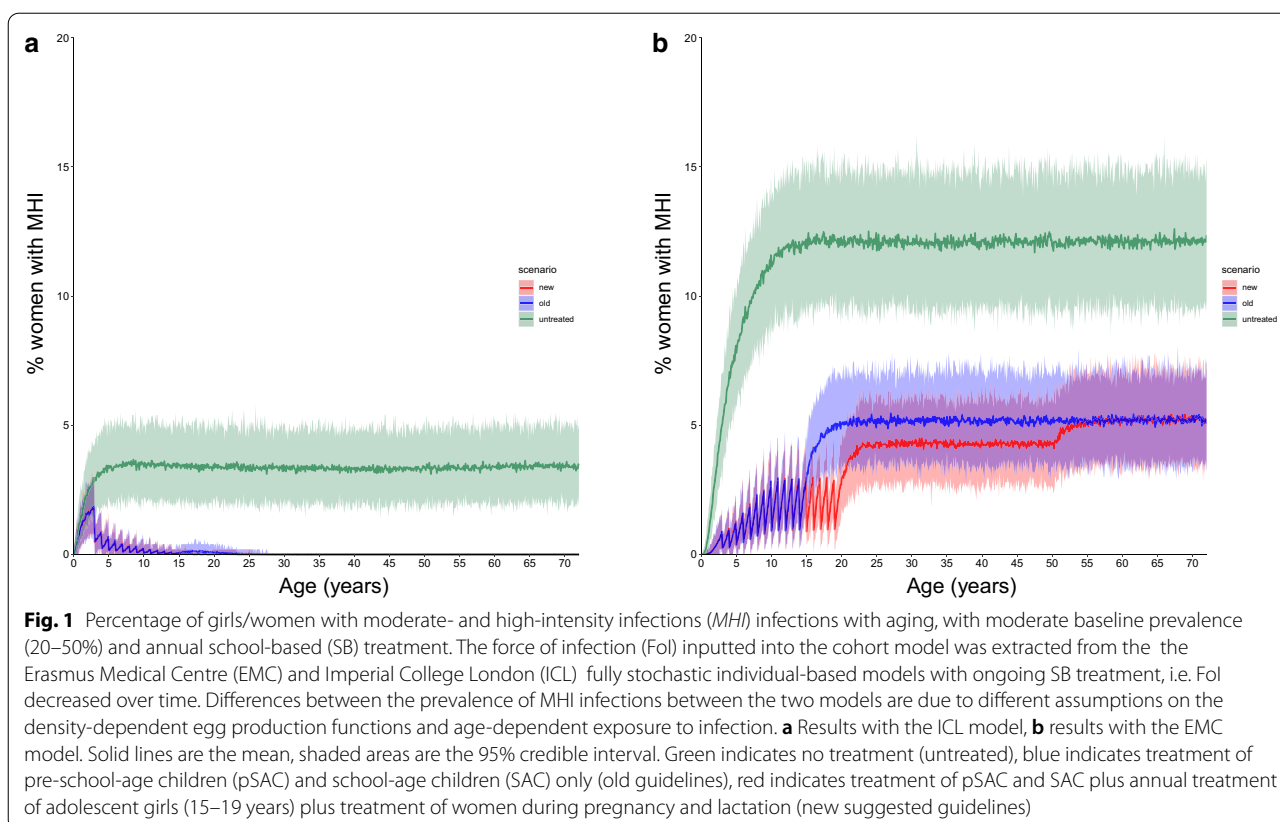 a
20
15
10
5
0
% women with MHI
0 5 10 15 20 25 30 35 40 45 50 55 60 65 70
Age (years)
scenario
new
old
untreated
b
20
15
10
5
0
% women with MHI
0 5 10 15 20 25 30 35 40 45 50 55 60 65 70
Age (years)
scenario
new
old
untreated
Fig. 1 Percentage of girls/women with moderate- and high-intensity infections (MHI) infections with aging, with moderate baseline prevalence
(20–50%) and annual school-based (SB) treatment. The force of infection (FoI) inputted into the cohort model was extracted from the the
Erasmus Medical Centre (EMC) and Imperial College London (ICL) fully stochastic individual-based models with ongoing SB treatment, i.e. FoI
decreased over time. Differences between the prevalence of MHI infections between the two models are due to different assumptions on the
density-dependent egg production functions and age-dependent exposure to infection. a Results with the ICL model, b results with the EMC
model. Solid lines are the mean, shaded areas are the 95% credible interval. Green indicates no treatment (untreated), blue indicates treatment of
pre-school-age children (pSAC) and school-age children (SAC) only (old guidelines), red indicates treatment of pSAC and SAC plus annual treatment
of adolescent girls (15–19 years) plus treatment of women during pregnancy and lactation (new suggested guidelines)